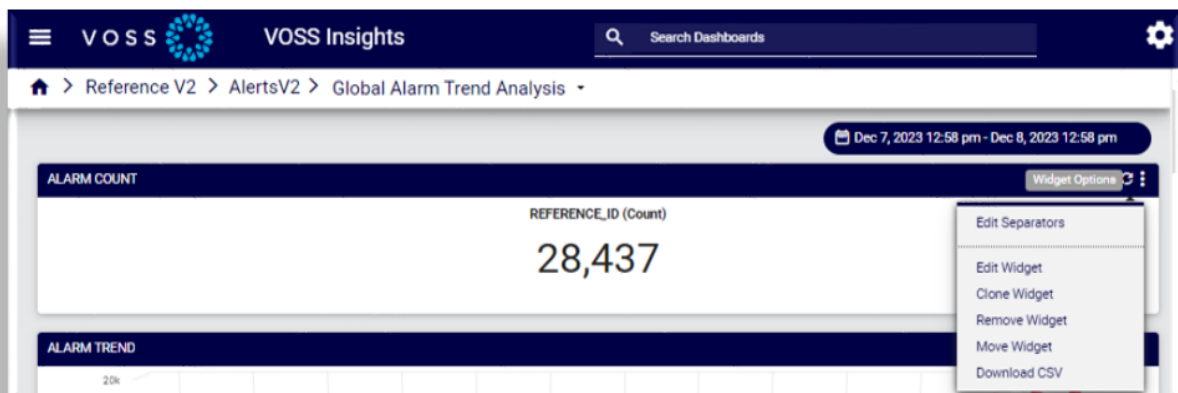 VOSS VOSS Insights Search Dashboards
Reference V2 > AlertsV2 > Global Alarm Trend Analysis
Dec 7, 2023 12:58 pm - Dec 8, 2023 12:58 pm
ALARM COUNT Widget Options
REFERENCE_ID (Count)
28,437
Edit Separators
Edit Widget
Clone Widget
Remove Widget
Move Widget
Download CSV
ALARM TREND
20k